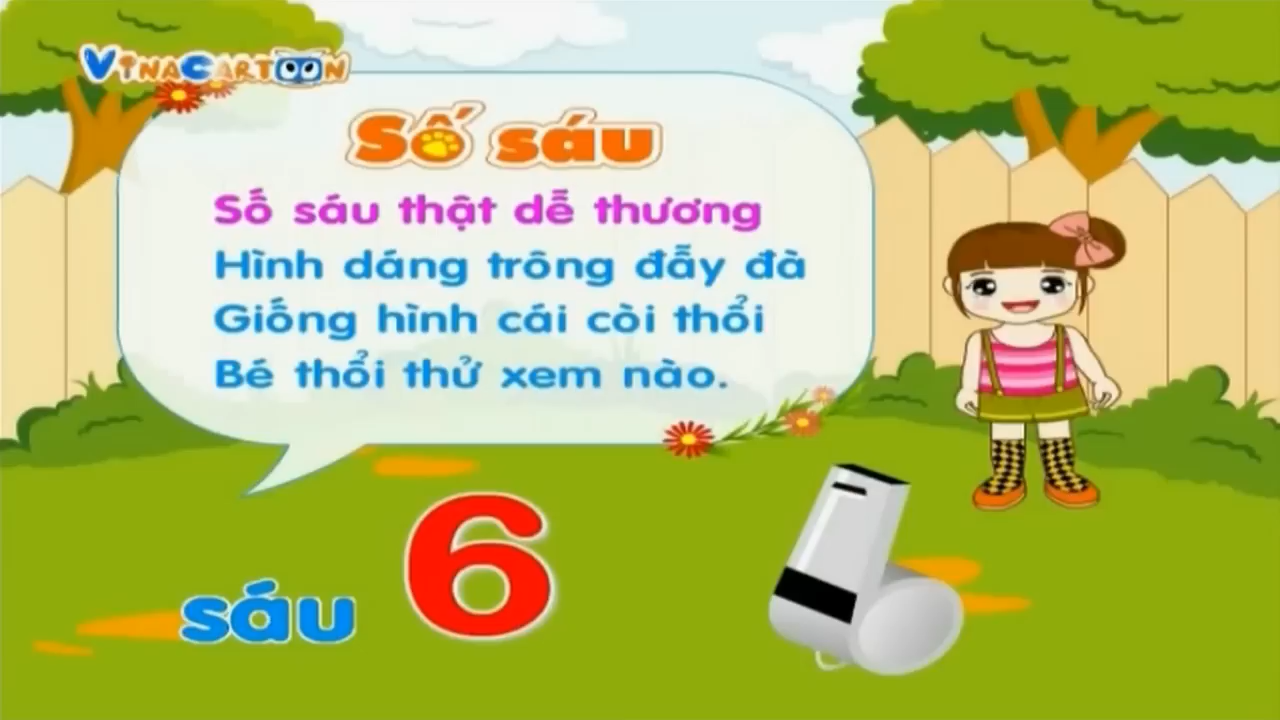 VINACARTOON
Số sáu
Số sáu thật dễ thương
Hình dáng trông đẫy đà
Giống hình cái còi thổi
Bé thổi thử xem nào.
sáu 6